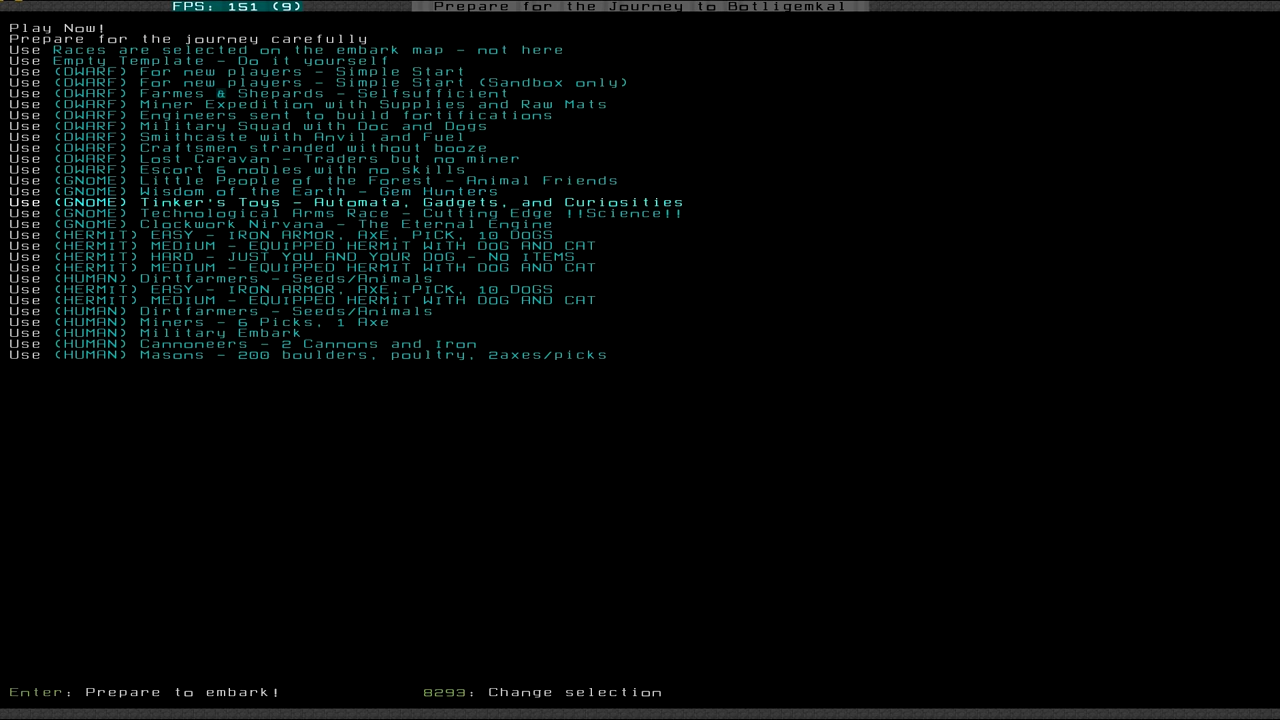 FPS: 151 (9)
Prepare for the Journey to Botligemkal
Play Now!
Prepare for the journey carefully
Use Races are selected on the embark map - not here
Use Empty Template - Do it yourself
Use (DWARF) For new players - Simple Start
Use (DWARF) For new players - Simple Start (Sandbox only)
Use (DWARF) Farmes & Shepards - Selfsufficient
Use (DWARF) Miner Expedition with Supplies and Raw Mats
Use (DWARF) Engineers sent to build fortifications
Use (DWARF) Military Squad with Doc and Dogs
Use (DWARF) Smithcaste with Anvil and Fuel
Use (DWARF) Craftsmen stranded without booze
Use (DWARF) Lost Caravan - Traders but no miner
Use (DWARF) Escort 6 nobles with no skills
Use (GNOME) Little People of the Forest - Animal Friends
Use (GNOME) Wisdom of the Earth - Gem Hunters
Use (GNOME) Tinker's Toys - Automata, Gadgets, and Curiosities
Use (GNOME) Technological Arms Race - Cutting Edge !!Science!!
Use (GNOME) Clockwork Nirvana - The Eternal Engine
Use (HERMIT) EASY - IRON ARMOR, AXE, PICK, 10 DOGS
Use (HERMIT) MEDIUM - EQUIPPED HERMIT WITH DOG AND CAT
Use (HERMIT) HARD - JUST YOU AND YOUR DOG - NO ITEMS
Use (HERMIT) MEDIUM - EQUIPPED HERMIT WITH DOG AND CAT
Use (HUMAN) Dirtfarmers - Seeds/Animals
Use (HERMIT) EASY - IRON ARMOR, AXE, PICK, 10 DOGS
Use (HERMIT) MEDIUM - EQUIPPED HERMIT WITH DOG AND CAT
Use (HUMAN) Dirtfarmers - Seeds/Animals
Use (HUMAN) Miners - 6 Picks, 1 Axe
Use (HUMAN) Military Embark
Use (HUMAN) Cannoneers - 2 Cannons and Iron
Use (HUMAN) Masons - 200 boulders, poultry, 2axes/picks
Enter: Prepare to embark!
8293: Change selection